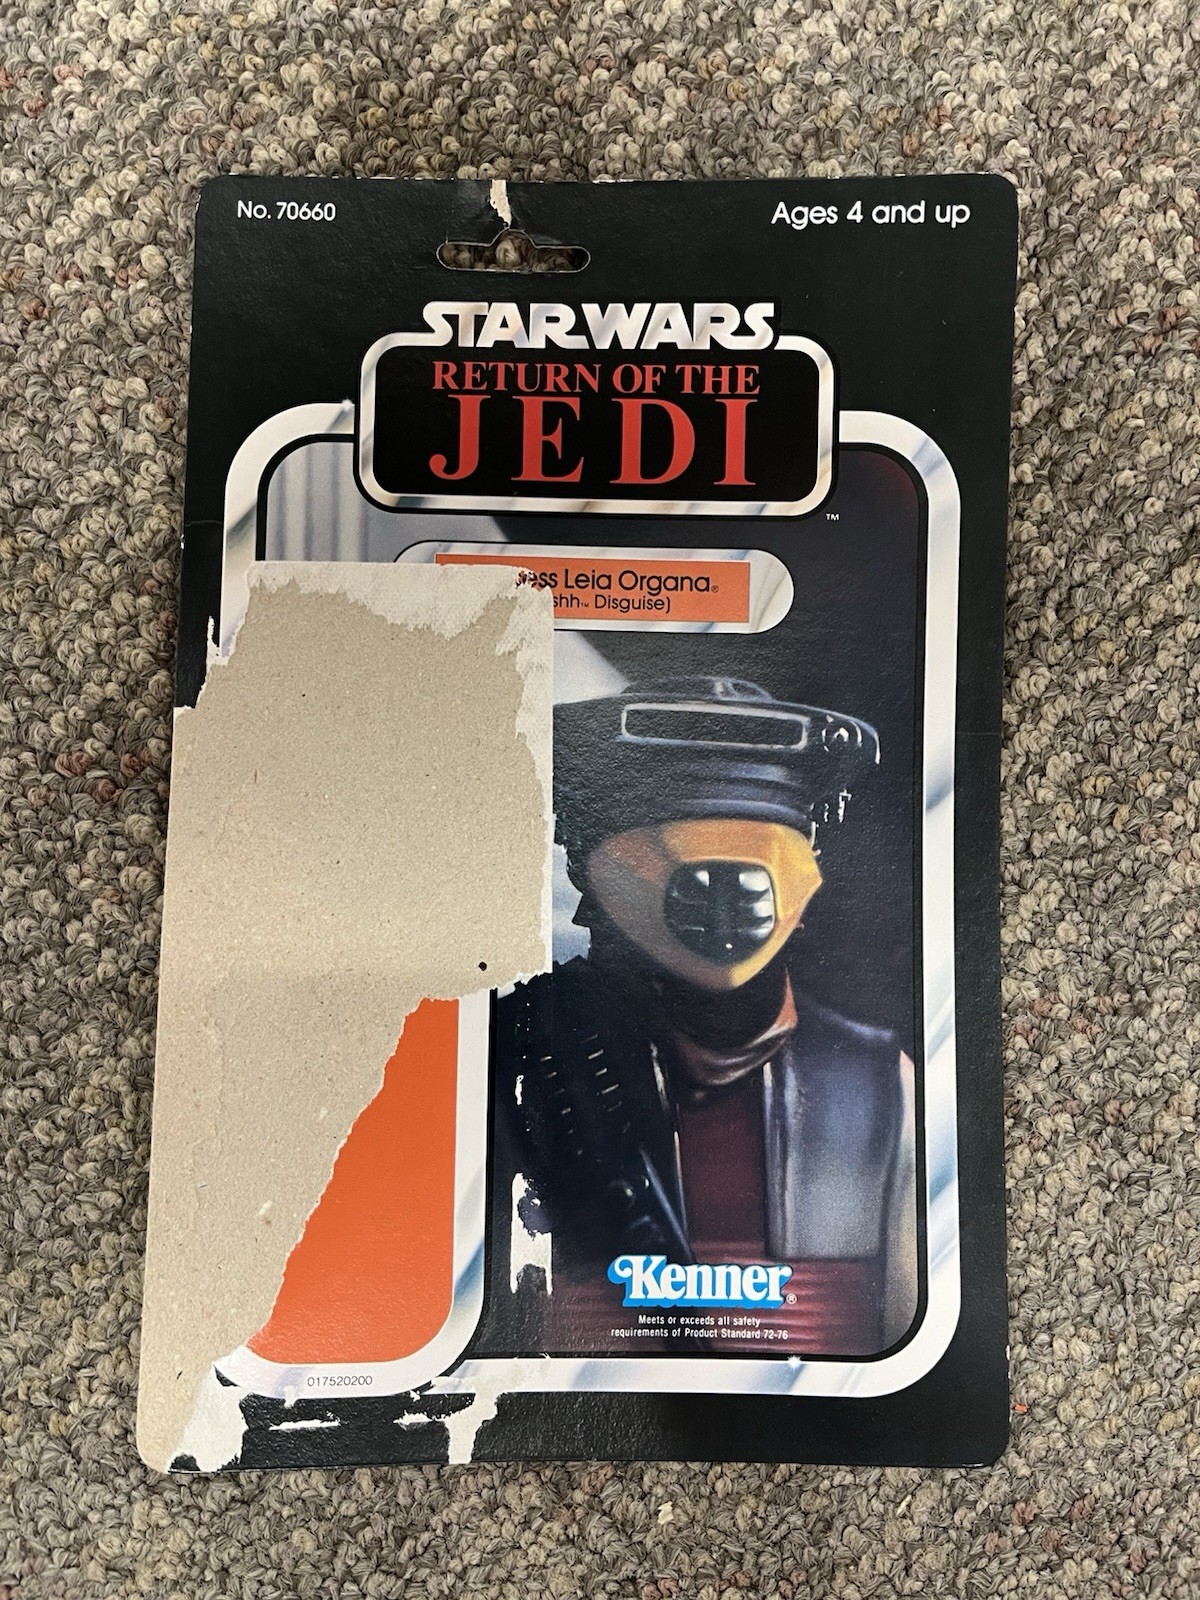 No. 70660
Ages 4 and up
STAR WARS
RETURN OF THE
JEDI
™
ess Leia Organa®
shh™ Disguise)
Kenner®
Meets or exceeds all safety
requirements of Product Standard 72-76
017520200